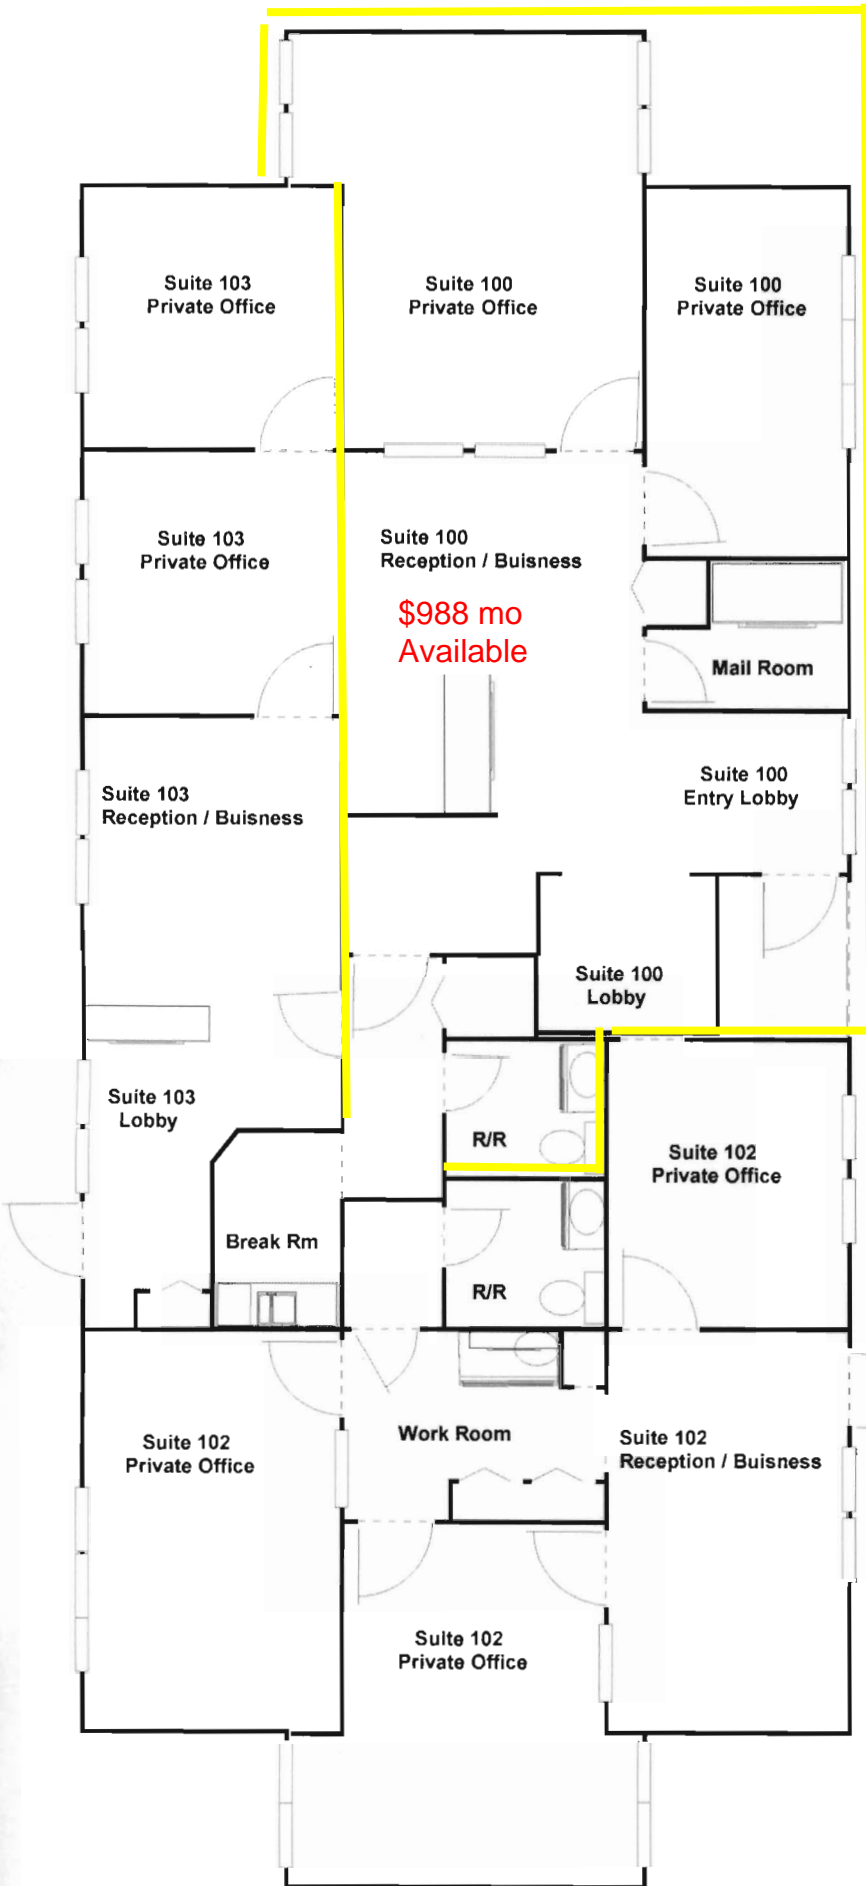 Suite 103
Private Office
Suite 100
Private Office
Suite 100
Private Office
Suite 103
Private Office
Suite 100
Reception / Buisness
$988 mo
Available
Mail Room
Suite 103
Reception / Buisness
Suite 100
Entry Lobby
Suite 100
Lobby
Suite 103
Lobby
R/R
Suite 102
Private Office
Break Rm
R/R
Suite 102
Private Office
Work Room
Suite 102
Reception / Buisness
Suite 102
Private Office